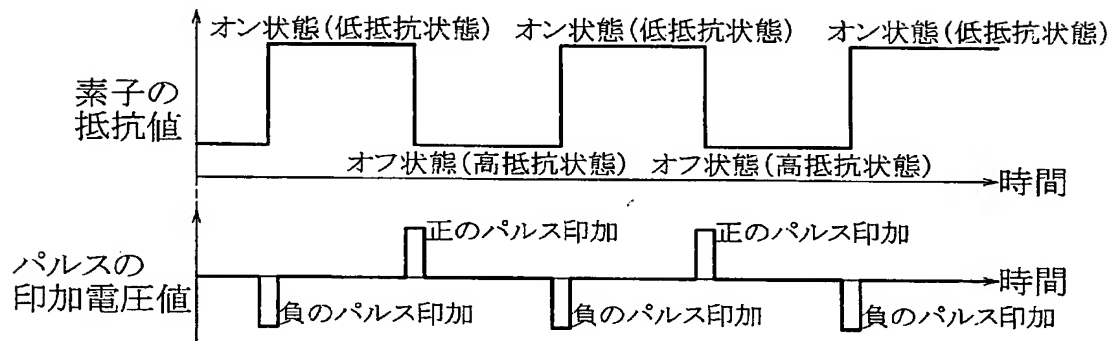 オン状態(低抵抗状態) オン状態(低抵抗状態) オン状態(低抵抗状態)
素子の
抵抗値
オフ状態(高抵抗状態) オフ状態(高抵抗状態)
時間
正のパルス印加 正のパルス印加
パルスの
印加電圧値
時間
負のパルス印加 負のパルス印加 負のパルス印加